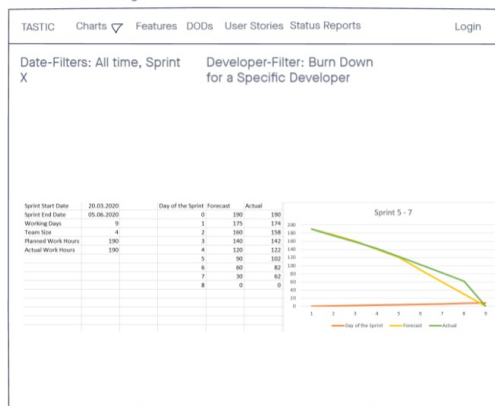 TASTIC Charts Features DODs User Stories Status Reports Login
Date-Filters: All time, Sprint X
Developer-Filter: Burn Down for a Specific Developer
Sprint Start Date 20.03.2020
Sprint End Date 05.06.2020
Working Days 9
Team Size 4
Planned Work Hours 190
Actual Work Hours 190
Day of the Sprint Forecast Actual
0 190 190
1 175 174
2 160 158
3 140 142
4 120 122
5 90 102
6 60 82
7 30 62
8 0 0
Sprint 5 - 7
200
180
160
140
120
100
80
60
40
20
0
1 2 3 4 5 6 7 8 9
Day of the Sprint Forecast Actual